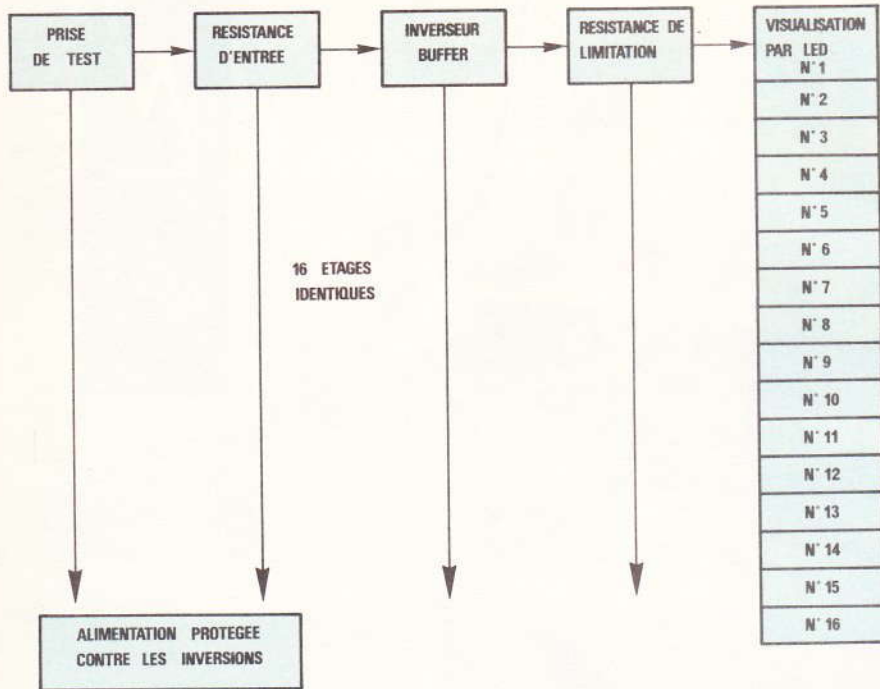 PRISE
DE TEST
RESISTANCE
D'ENTREE
INVERSEUR
BUFFER
RESISTANCE DE
LIMITATION
VISUALISATION
PAR LED
N°1
N°2
N°3
N°4
N°5
N°6
N°7
N°8
N°9
N°10
N°11
N°12
N°13
N°14
N°15
N°16
16 ETAGES
IDENTIQUES
ALIMENTATION PROTEGEE
CONTRE LES INVERSIONS